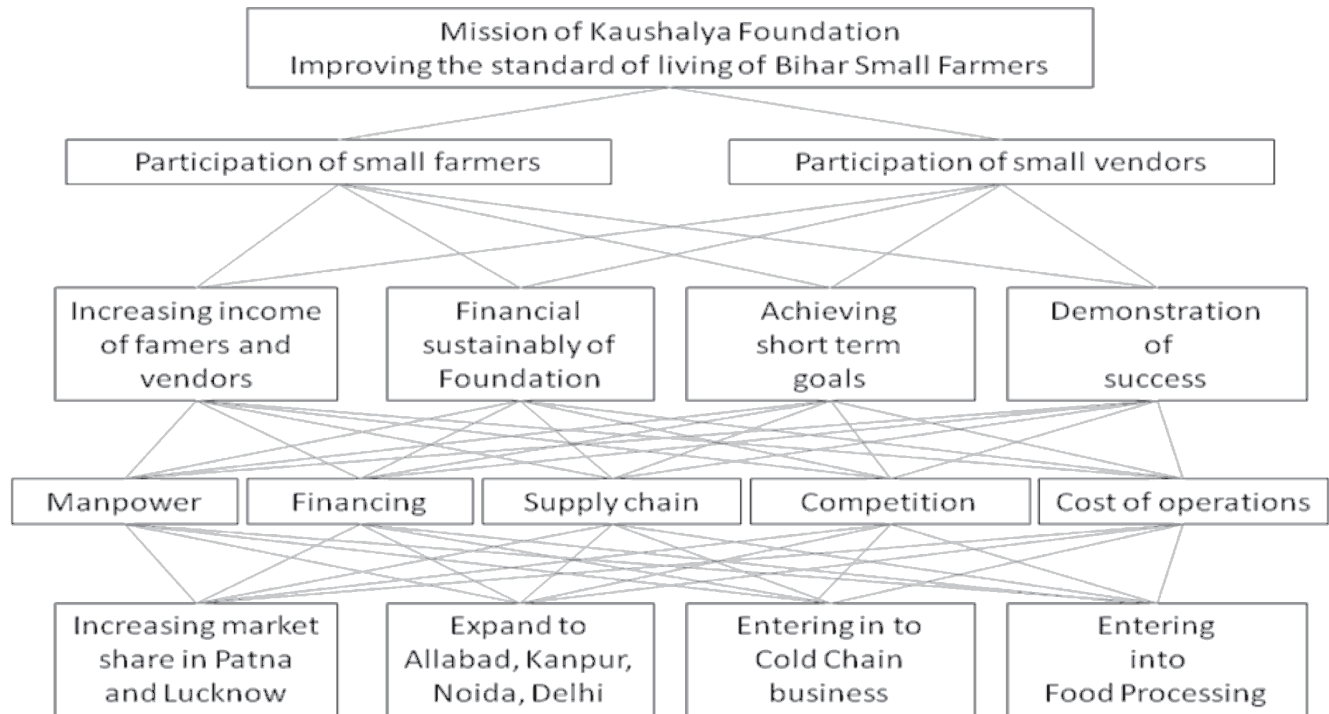 Mission of Kaushalya Foundation
Improving the standard of living of Bihar Small Farmers
Participation of small farmers
Participation of small vendors
Increasing income
of famers and
vendors
Financial
sustainably of
Foundation
Achieving
short term
goals
Demonstration
of
success
Manpower
Financing
Supply chain
Competition
Cost of operations
Increasing market
share in Patna
and Lucknow
Expand to
Allabad, Kanpur,
Noida, Delhi
Entering in to
Cold Chain
business
Entering
into
Food Processing